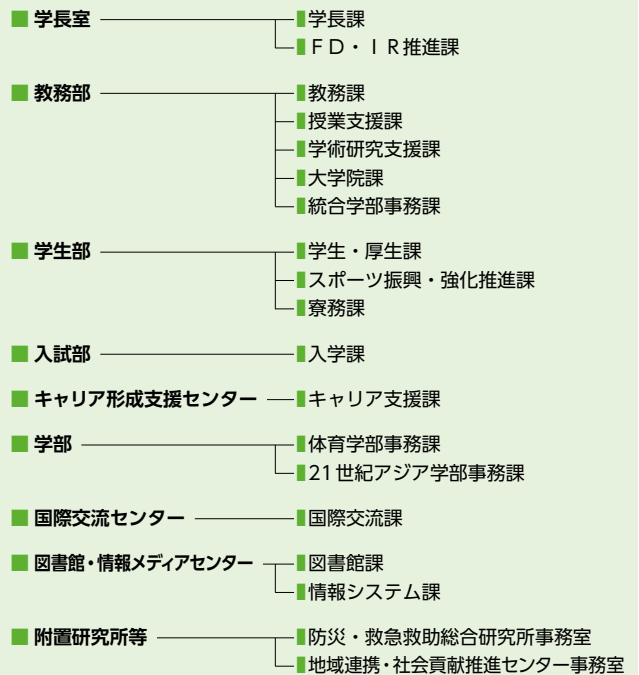 学長室 学長課
ＦＤ・ＩＲ推進課
教務部 教務課
授業支援課
学術研究支援課
大学院課
統合学部事務課
学生部 学生・厚生課
スポーツ振興・強化推進課
寮務課
入試部 入学課
キャリア形成支援センター キャリア支援課
学部 体育学部事務課
21世紀アジア学部事務課
国際交流センター 国際交流課
図書館・情報メディアセンター 図書館課
情報システム課
附置研究所等 防災・救急救助総合研究所事務室
地域連携・社会貢献推進センター事務室